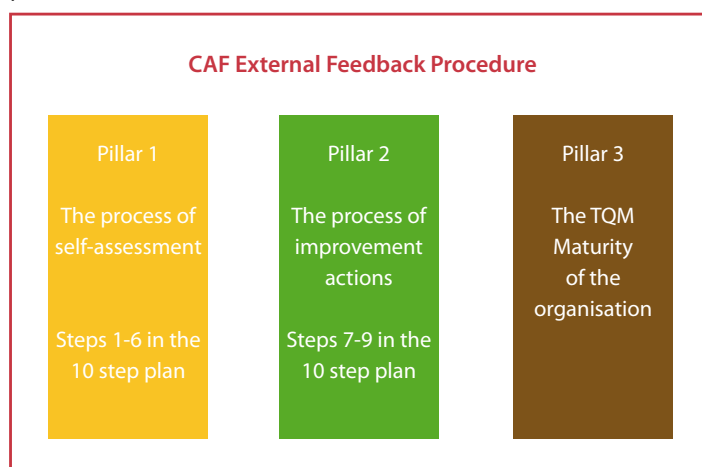 CAF External Feedback Procedure
Pillar 1
The process of
self-assessment
Steps 1-6 in the
10 step plan
Pillar 2
The process of
improvement
actions
Steps 7-9 in the
10 step plan
Pillar 3
The TQM
Maturity
of the
organisation